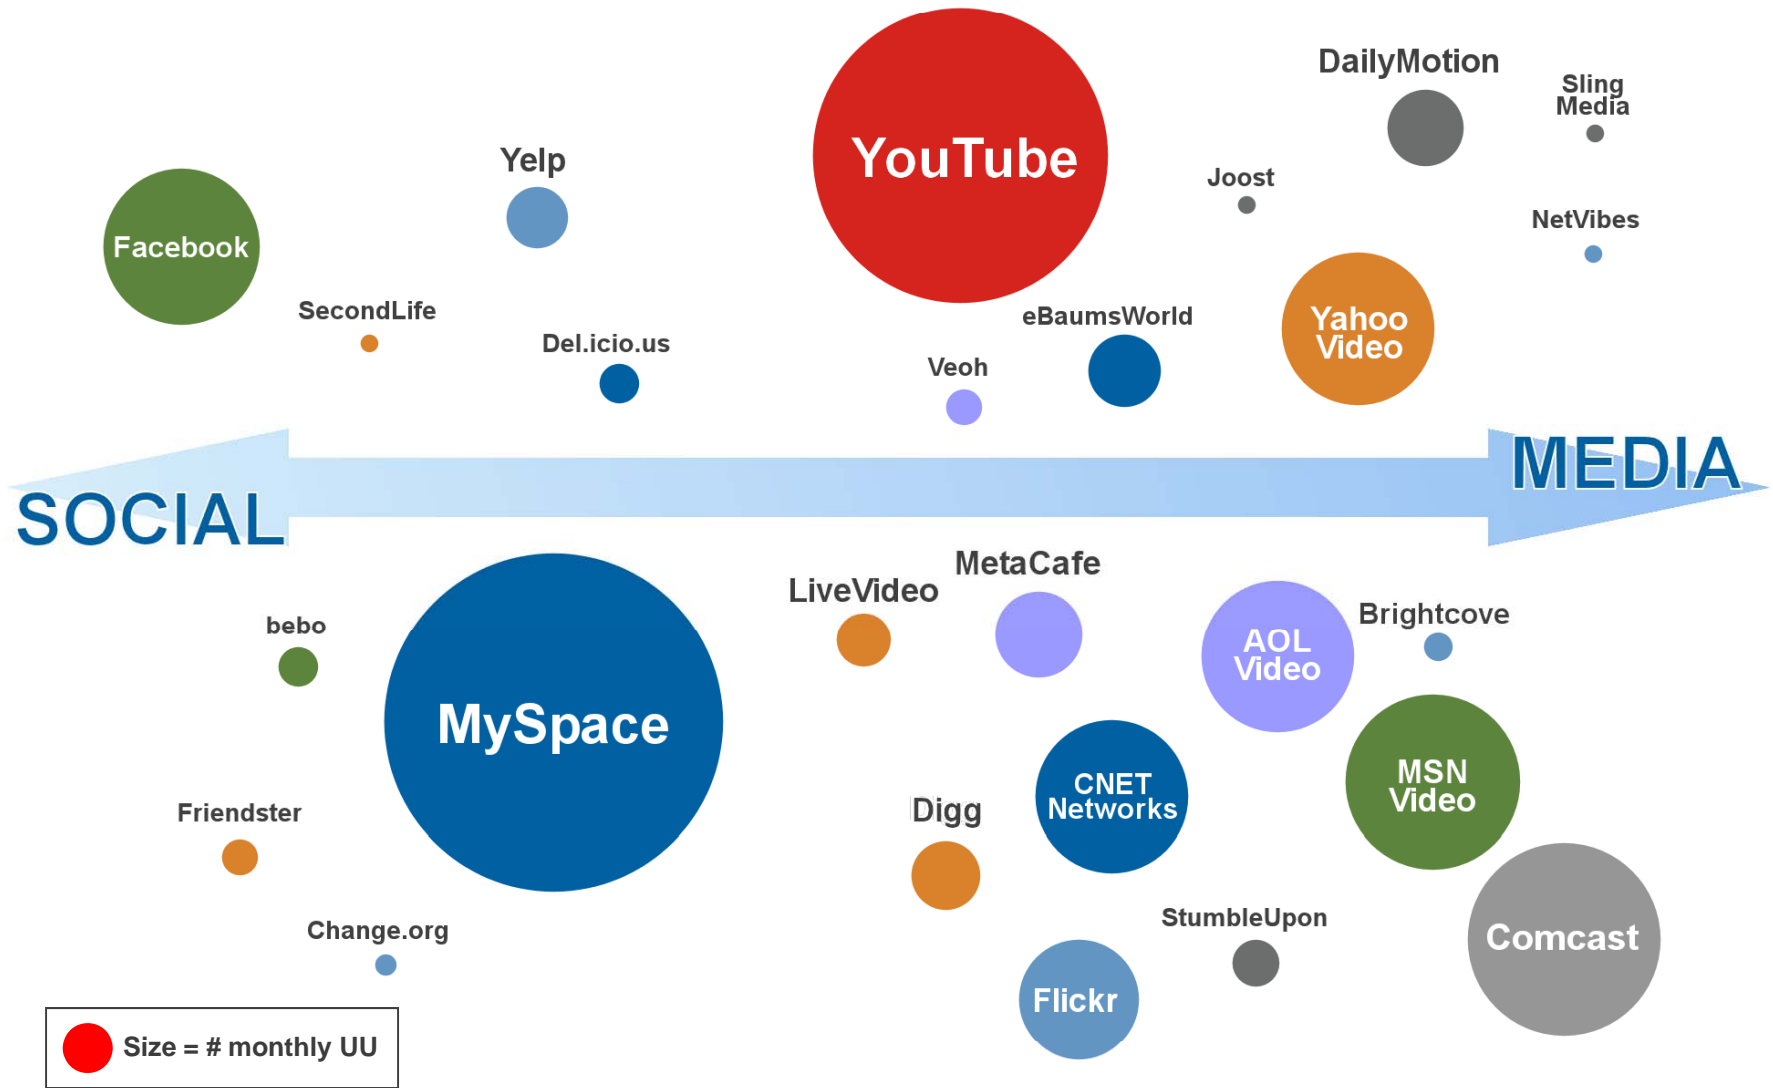 DailyMotion
Sling
Media
YouTube
Yelp
Joost
NetVibes
Facebook
SecondLife
eBaumsWorld
Yahoo
Video
Del.icio.us
Veoh
MEDIA
SOCIAL
MetaCafe
LiveVideo
Brightcove
bebo
AOL
Video
MySpace
CNET
Networks
MSN
Video
Friendster
Digg
Change.org
StumbleUpon
Comcast
Flickr
Size = # monthly UU